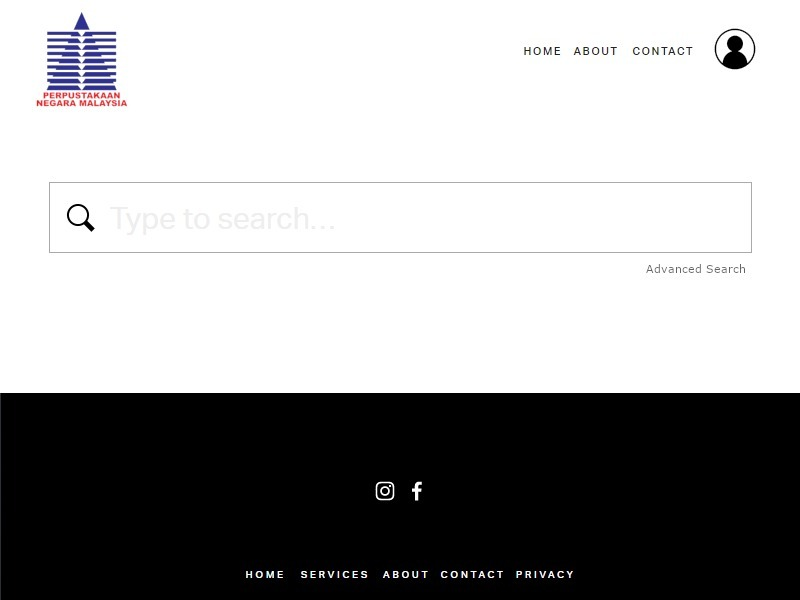 PERPUSTAKAAN
NEGARA MALAYSIA
HOME ABOUT CONTACT
Type to search...
Advanced Search
HOME SERVICES ABOUT CONTACT PRIVACY